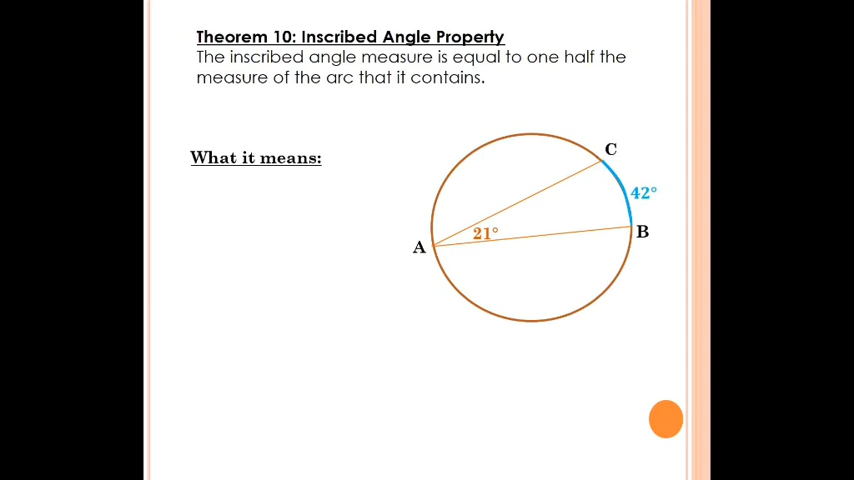 Theorem 10: Inscribed Angle Property
The inscribed angle measure is equal to one half the
measure of the arc that it contains.
What it means:
C
42°
21°
B
A